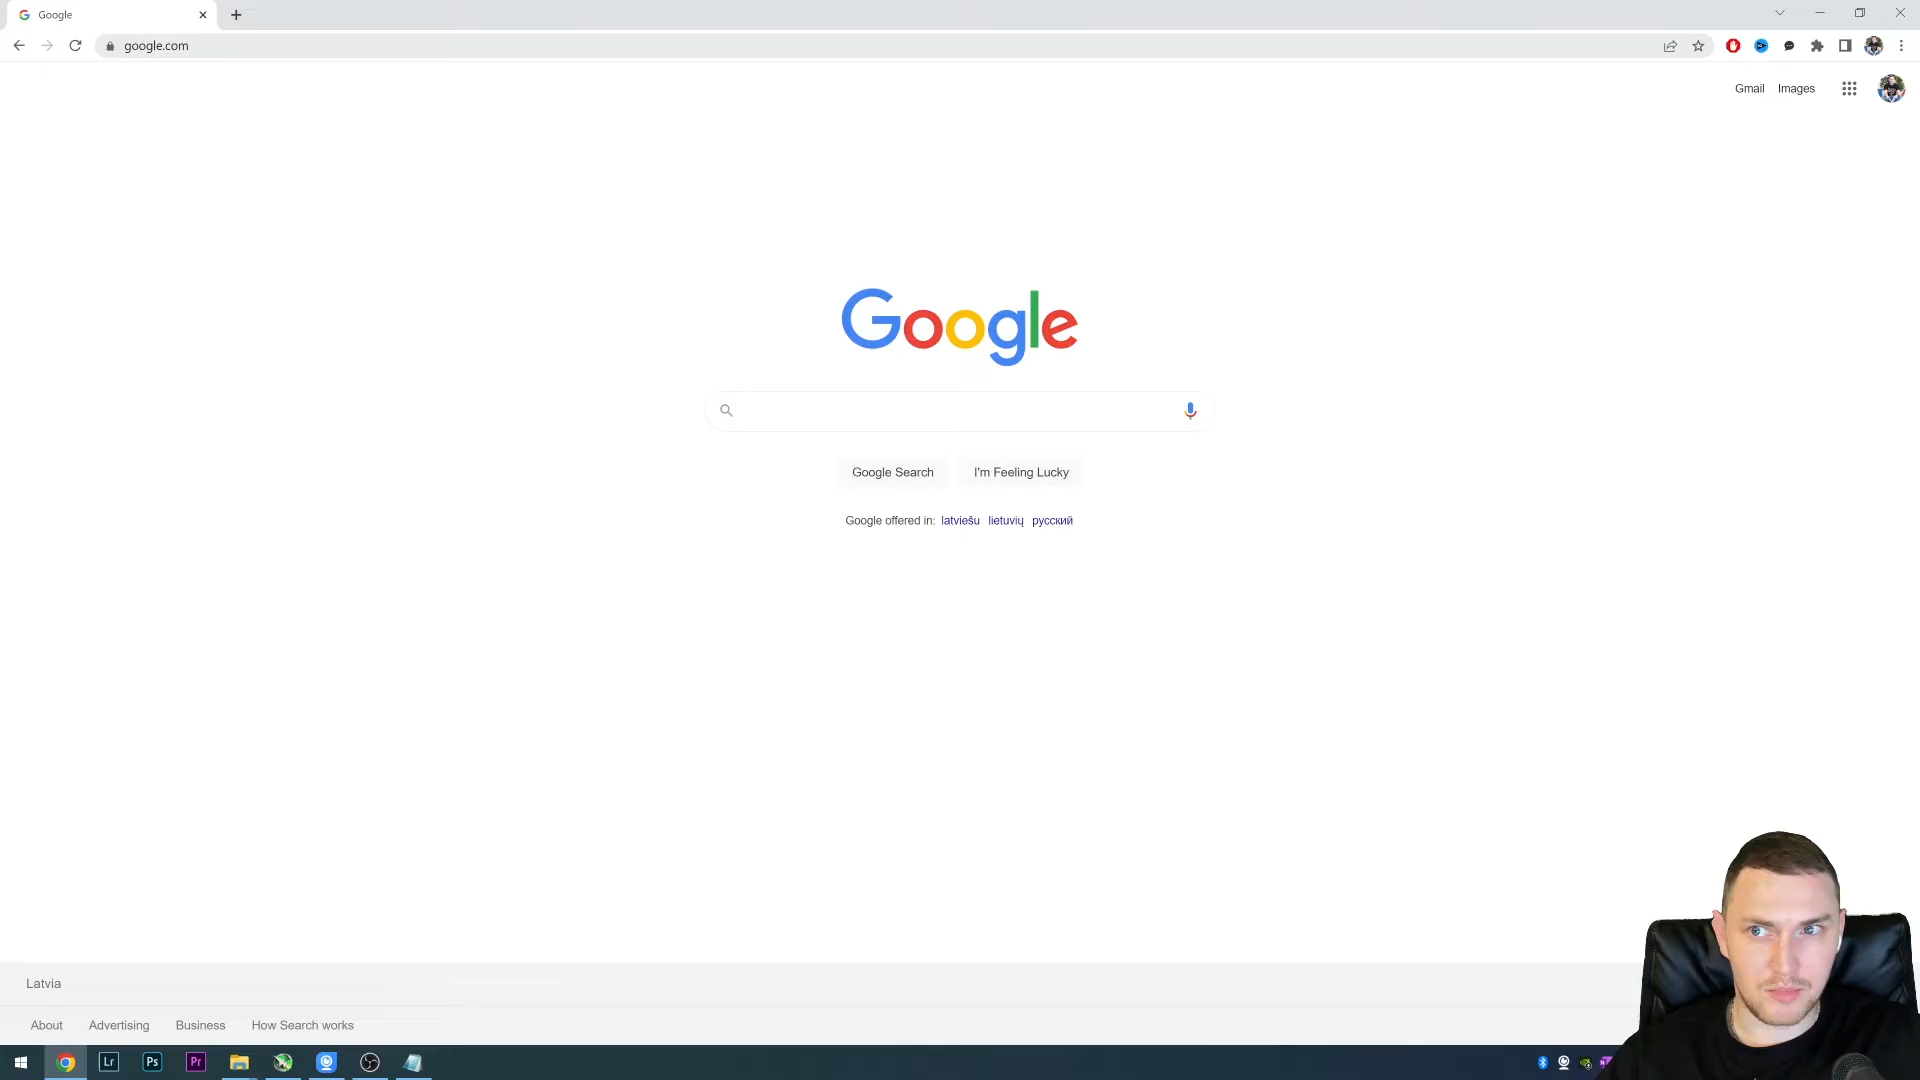 Google
google.com
Gmail Images
Google
Google Search I'm Feeling Lucky
Google offered in: latviešu lietuvių русский
Latvia
About Advertising Business How Search works
Lr Ps Pr